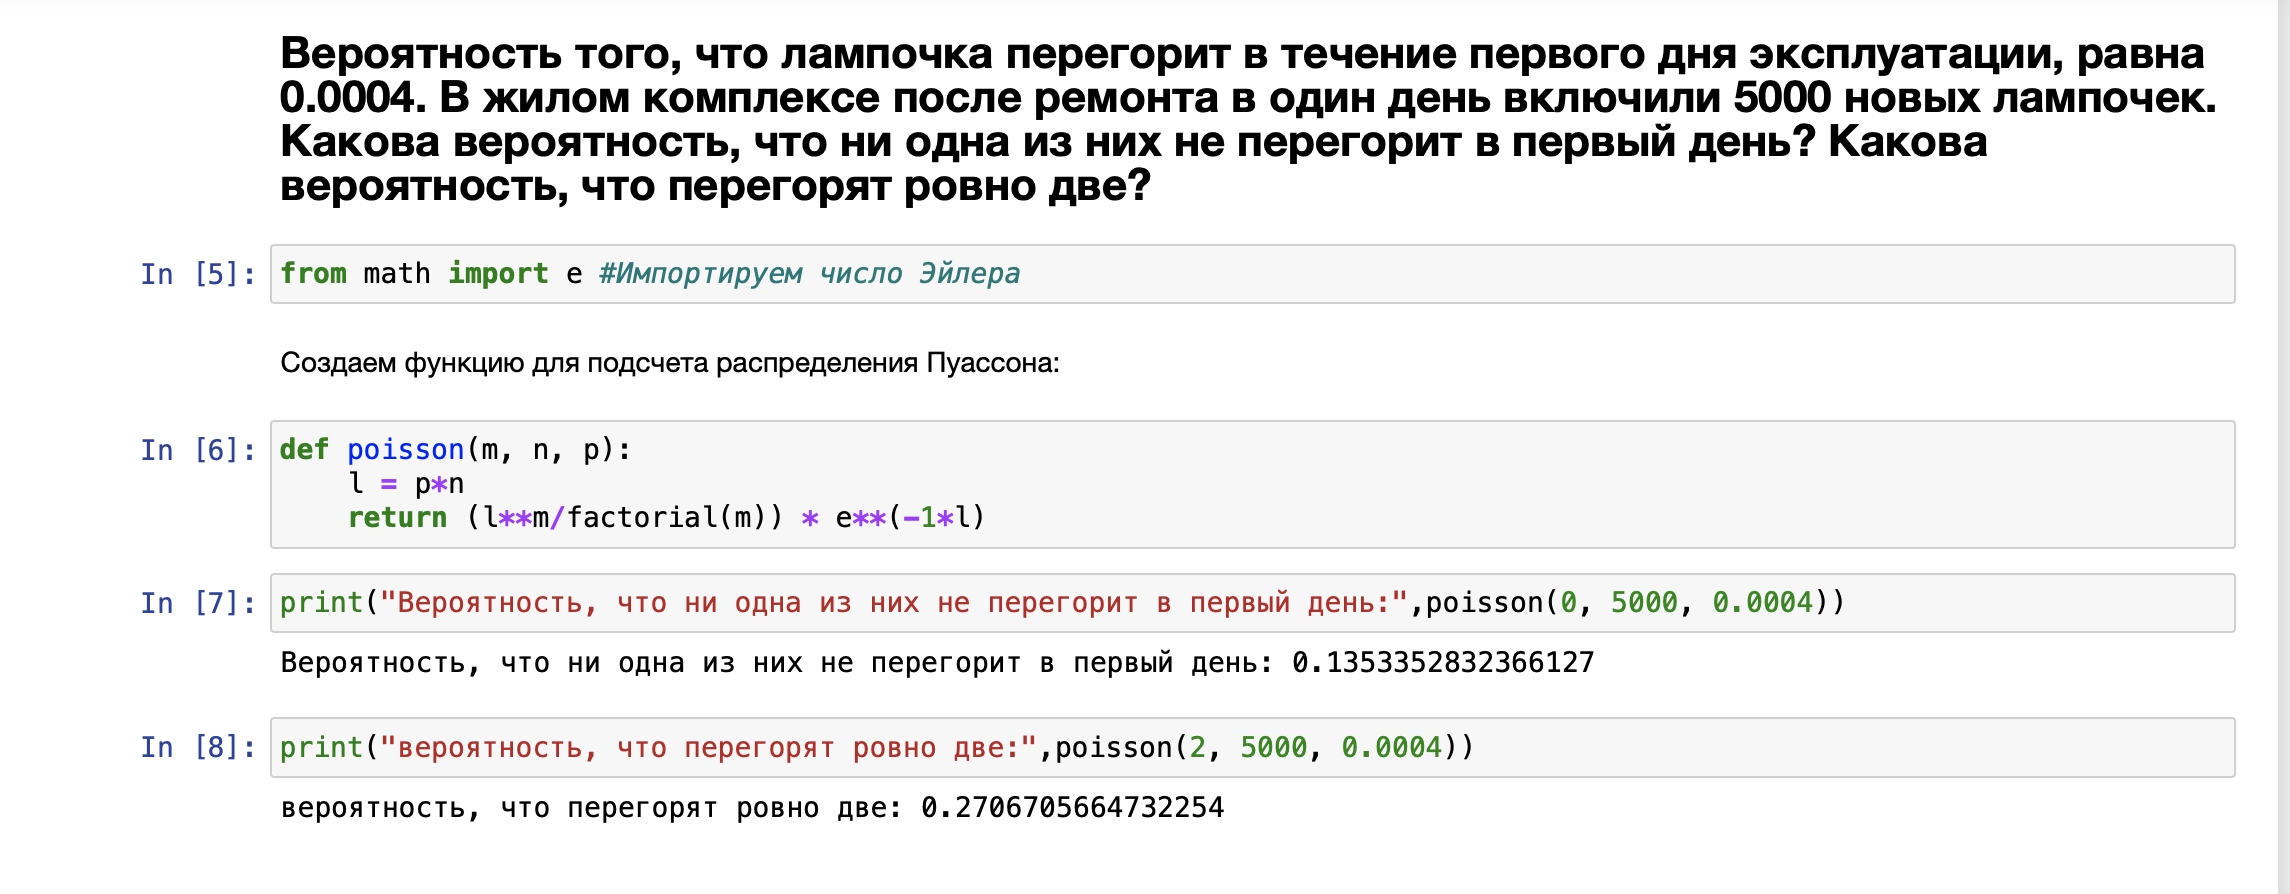 Вероятность того, что лампочка перегорит в течение первого дня эксплуатации, равна
0.0004. В жилом комплексе после ремонта в один день включили 5000 новых лампочек.
Какова вероятность, что ни одна из них не перегорит в первый день? Какова
вероятность, что перегорят ровно две?
In [5]: from math import e #Импортируем число Эйлера
Создаем функцию для подсчета распределения Пуассона:
In [6]: def poisson(m, n, p):
    l = p*n
    return (l**m/factorial(m)) * e**(-1*l)
In [7]: print("Вероятность, что ни одна из них не перегорит в первый день:",poisson(0, 5000, 0.0004))
Вероятность, что ни одна из них не перегорит в первый день: 0.1353352832366127
In [8]: print("вероятность, что перегорят ровно две:",poisson(2, 5000, 0.0004))
вероятность, что перегорят ровно две: 0.2706705664732254